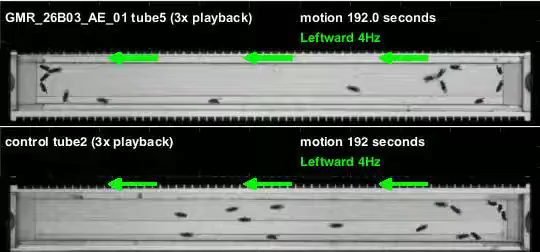 GMR_26B03_AE_01 tube5 (3x playback) motion 192.0 seconds
Leftward 4Hz
control tube2 (3x playback) motion 192 seconds
Leftward 4Hz